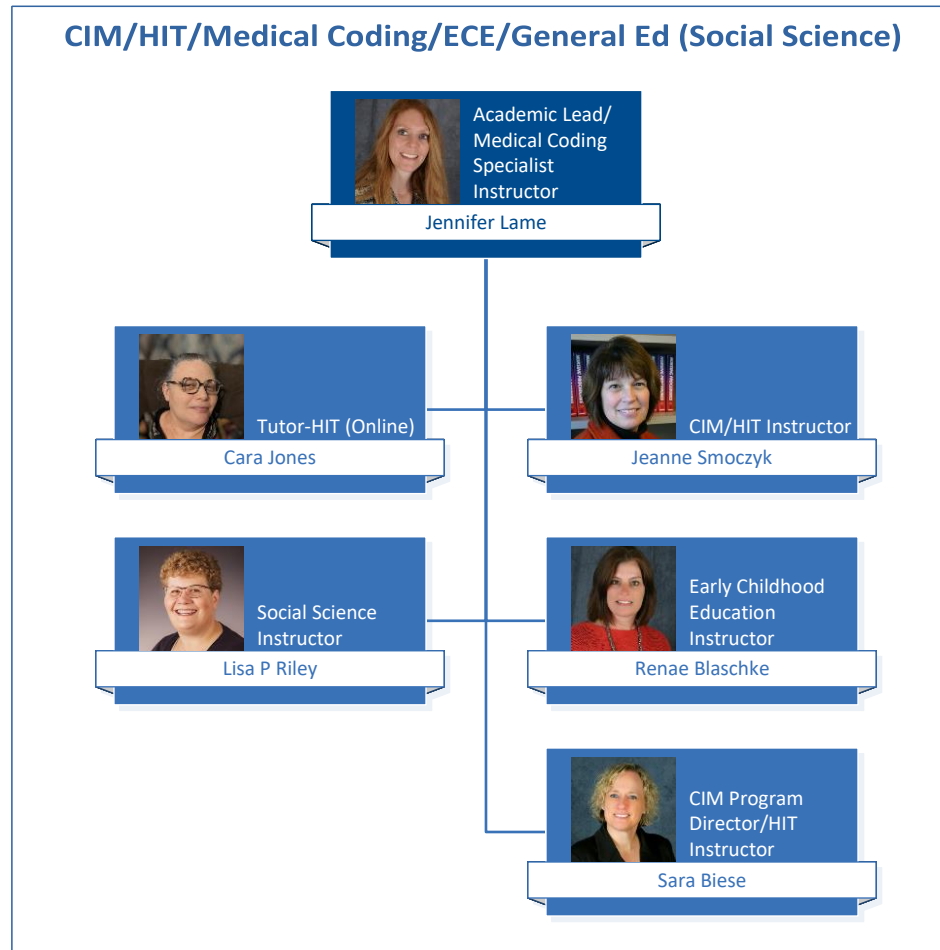 CIM/HIT/Medical Coding/ECE/General Ed (Social Science)
Academic Lead/
Medical Coding
Specialist
Instructor
Jennifer Lame
Tutor-HIT (Online)
Cara Jones
CIM/HIT Instructor
Jeanne Smoczyk
Social Science
Instructor
Lisa P Riley
Early Childhood
Education
Instructor
Renae Blaschke
CIM Program
Director/HIT
Instructor
Sara Biese